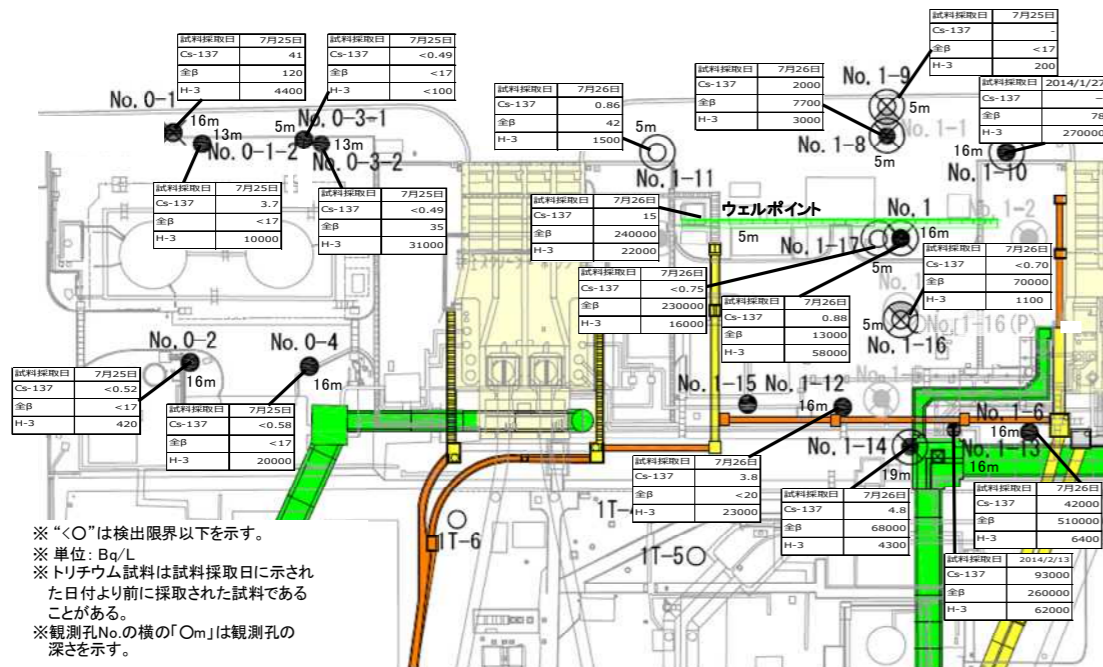 試料採取日 7月25日
Cs-137 41
全β 120
H-3 4400
試料採取日 7月25日
Cs-137 <0.49
全β <17
H-3 <100
試料採取日 7月26日
Cs-137 0.86
全β 42
H-3 1500
試料採取日 7月26日
Cs-137 2000
全β 7700
H-3 3000
試料採取日 7月25日
Cs-137 -
全β <17
H-3 200
試料採取日 2014/1/27
Cs-137 -
全β 78
H-3 270000
No. 0-1
16m
13m
No. 0-1-2
5m
No. 0-3-1
13m
No. 0-3-2
5m
No. 1-11
No. 1-9
5m
No. 1-8
No. 1-1
5m
16m
No. 1-10
試料採取日 7月25日
Cs-137 3.7
全β <17
H-3 10000
試料採取日 7月25日
Cs-137 <0.49
全β 35
H-3 31000
試料採取日 7月26日
Cs-137 15
全β 240000
H-3 22000
ウェルポイント
5m
No. 1
16m
No. 1-17
5m
No. 1-2
試料採取日 7月26日
Cs-137 <0.75
全β 230000
H-3 16000
試料採取日 7月26日
Cs-137 0.88
全β 13000
H-3 58000
試料採取日 7月26日
Cs-137 <0.70
全β 70000
H-3 1100
5m
No. 1-16(P)
No. 1-16
No. 0-2
16m
No. 0-4
16m
試料採取日 7月25日
Cs-137 <0.52
全β <17
H-3 420
試料採取日 7月25日
Cs-137 <0.58
全β <17
H-3 20000
No. 1-15
No. 1-12
16m
No. 1-6
16m
No. 1-14
19m
No. 1-13
16m
試料採取日 7月26日
Cs-137 3.8
全β <20
H-3 23000
試料採取日 7月26日
Cs-137 4.8
全β 68000
H-3 4300
試料採取日 7月26日
Cs-137 42000
全β 510000
H-3 6400
試料採取日 2014/2/13
Cs-137 93000
全β 260000
H-3 62000
1T-6
1T-5
※ “<○”は検出限界以下を示す。
※ 単位: Bq/L
※ トリチウム試料は試料採取日に示され
た日付より前に採取された試料である
ことがある。
※観測孔No.の横の「○m」は観測孔の
深さを示す。